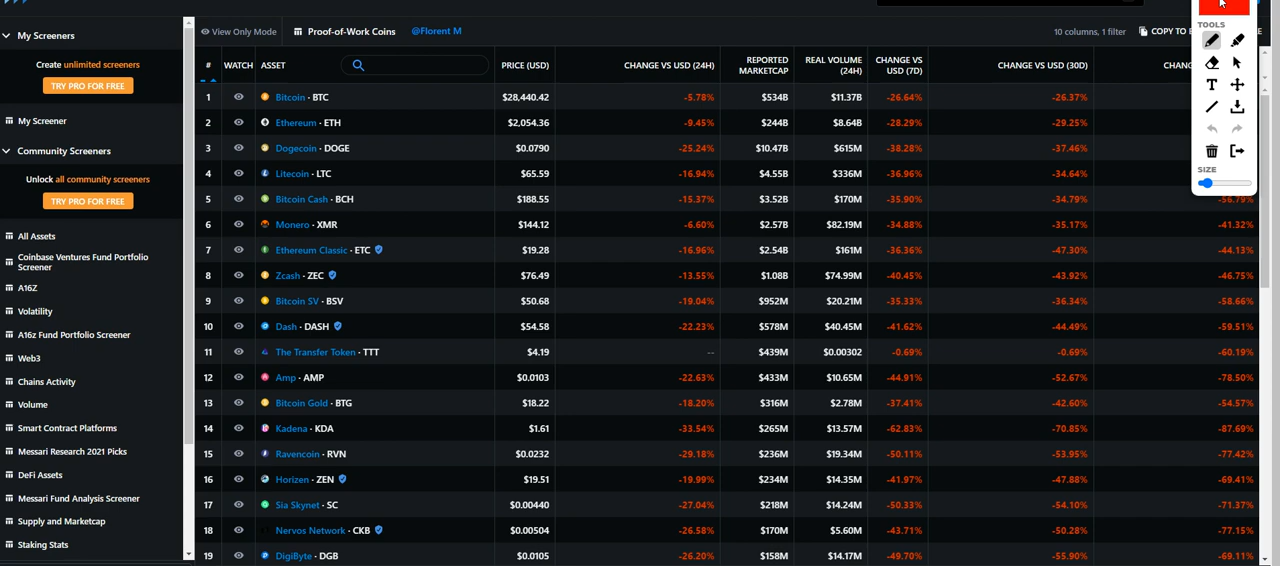 View Only Mode
Proof-of-Work Coins
@Florent M
10 columns, 1 filter
COPY TO
My Screeners
Create unlimited screeners
TRY PRO FOR FREE
My Screener
Community Screeners
Unlock all community screeners
TRY PRO FOR FREE
All Assets
Coinbase Ventures Fund Portfolio
Screener
A16Z
Volatility
A16z Fund Portfolio Screener
Web3
Chains Activity
Volume
Smart Contract Platforms
Messari Research 2021 Picks
DeFi Assets
Messari Fund Analysis Screener
Supply and Marketcap
Staking Stats
# WATCH ASSET PRICE (USD) CHANGE VS USD (24H) REPORTED MARKETCAP REAL VOLUME (24H) CHANGE VS USD (7D) CHANGE VS USD (30D)
1 Bitcoin · BTC $28,440.42 -5.78% $534B $11.37B -26.64% -26.37%
2 Ethereum · ETH $2,054.36 -9.45% $244B $8.64B -28.29% -29.25%
3 Dogecoin · DOGE $0.0790 -25.24% $10.47B $615M -38.28% -37.46%
4 Litecoin · LTC $65.59 -16.94% $4.55B $336M -36.96% -34.64%
5 Bitcoin Cash · BCH $188.55 -15.37% $3.52B $170M -35.90% -34.79% -56.79%
6 Monero · XMR $144.12 -6.60% $2.57B $82.19M -34.88% -35.17% -41.32%
7 Ethereum Classic · ETC $19.28 -16.96% $2.54B $161M -36.36% -47.30% -44.13%
8 Zcash · ZEC $76.49 -13.55% $1.08B $74.99M -40.45% -43.92% -46.75%
9 Bitcoin SV · BSV $50.68 -19.04% $952M $20.21M -35.33% -36.34% -58.66%
10 Dash · DASH $54.58 -22.23% $578M $40.45M -41.62% -44.49% -59.51%
11 The Transfer Token · TTT $4.19 -- $439M $0.00302 -0.69% -0.69% -60.19%
12 Amp · AMP $0.0103 -22.63% $433M $10.65M -44.91% -52.67% -78.50%
13 Bitcoin Gold · BTG $18.22 -18.20% $316M $2.78M -37.41% -42.60% -54.57%
14 Kadena · KDA $1.61 -33.54% $265M $13.57M -62.83% -70.85% -87.69%
15 Ravencoin · RVN $0.0232 -29.18% $236M $19.34M -50.11% -53.95% -77.42%
16 Horizen · ZEN $19.51 -19.99% $234M $14.35M -41.97% -47.88% -69.41%
17 Sia Skynet · SC $0.00440 -27.04% $218M $14.24M -50.33% -54.10% -71.37%
18 Nervos Network · CKB $0.00504 -26.58% $170M $5.60M -43.71% -50.28% -77.15%
19 DigiByte · DGB $0.0105 -26.20% $158M $14.17M -49.70% -55.90% -69.11%
TOOLS
T
SIZE